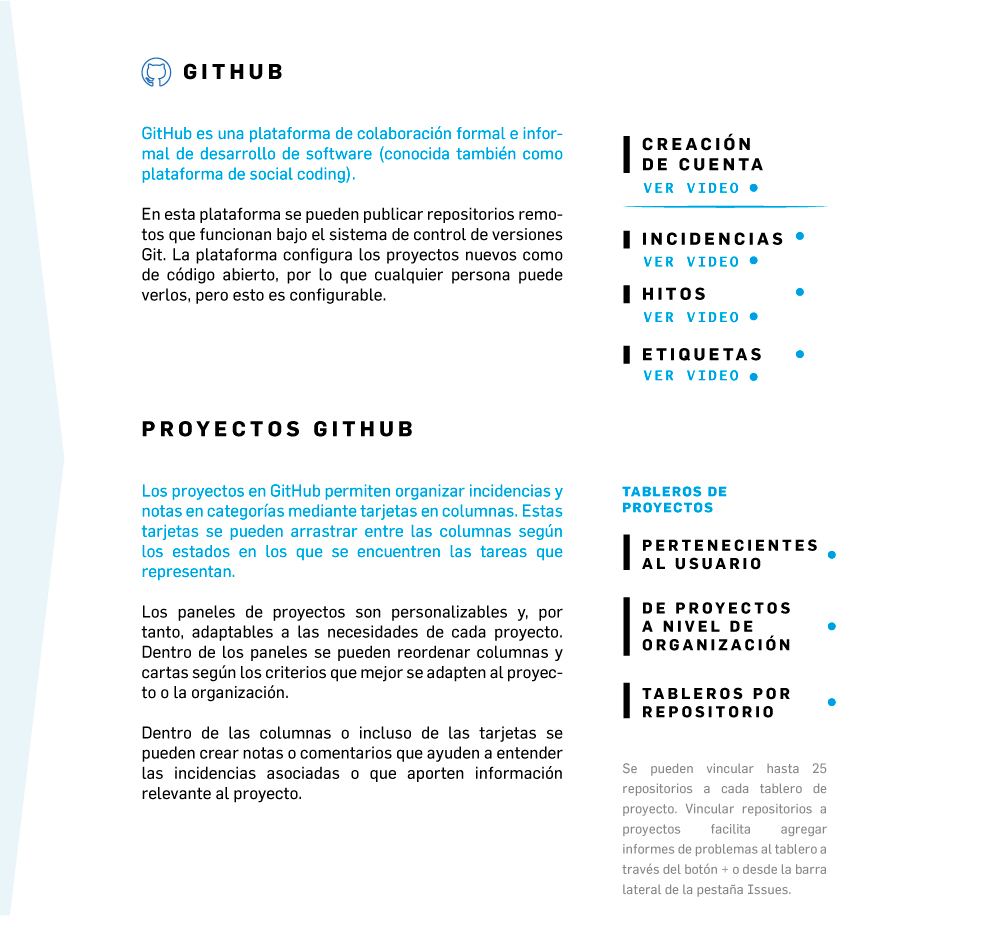 GITHUB
GitHub es una plataforma de colaboración formal e infor-
mal de desarrollo de software (conocida también como
plataforma de social coding).
En esta plataforma se pueden publicar repositorios remo-
tos que funcionan bajo el sistema de control de versiones
Git. La plataforma configura los proyectos nuevos como
de código abierto, por lo que cualquier persona puede
verlos, pero esto es configurable.
CREACIÓN
DE CUENTA
VER VIDEO
INCIDENCIAS
VER VIDEO
HITOS
VER VIDEO
ETIQUETAS
VER VIDEO
PROYECTOS GITHUB
Los proyectos en GitHub permiten organizar incidencias y
notas en categorías mediante tarjetas en columnas. Estas
tarjetas se pueden arrastrar entre las columnas según
los estados en los que se encuentren las tareas que
representan.
Los paneles de proyectos son personalizables y, por
tanto, adaptables a las necesidades de cada proyecto.
Dentro de los paneles se pueden reordenar columnas y
cartas según los criterios que mejor se adapten al proyec-
to o la organización.
Dentro de las columnas o incluso de las tarjetas se
pueden crear notas o comentarios que ayuden a entender
las incidencias asociadas o que aporten información
relevante al proyecto.
TABLEROS DE
PROYECTOS
PERTENECIENTES
AL USUARIO
DE PROYECTOS
A NIVEL DE
ORGANIZACIÓN
TABLEROS POR
REPOSITORIO
Se pueden vincular hasta 25
repositorios a cada tablero de
proyecto. Vincular repositorios a
proyectos facilita agregar
informes de problemas al tablero a
través del botón + o desde la barra
lateral de la pestaña Issues.